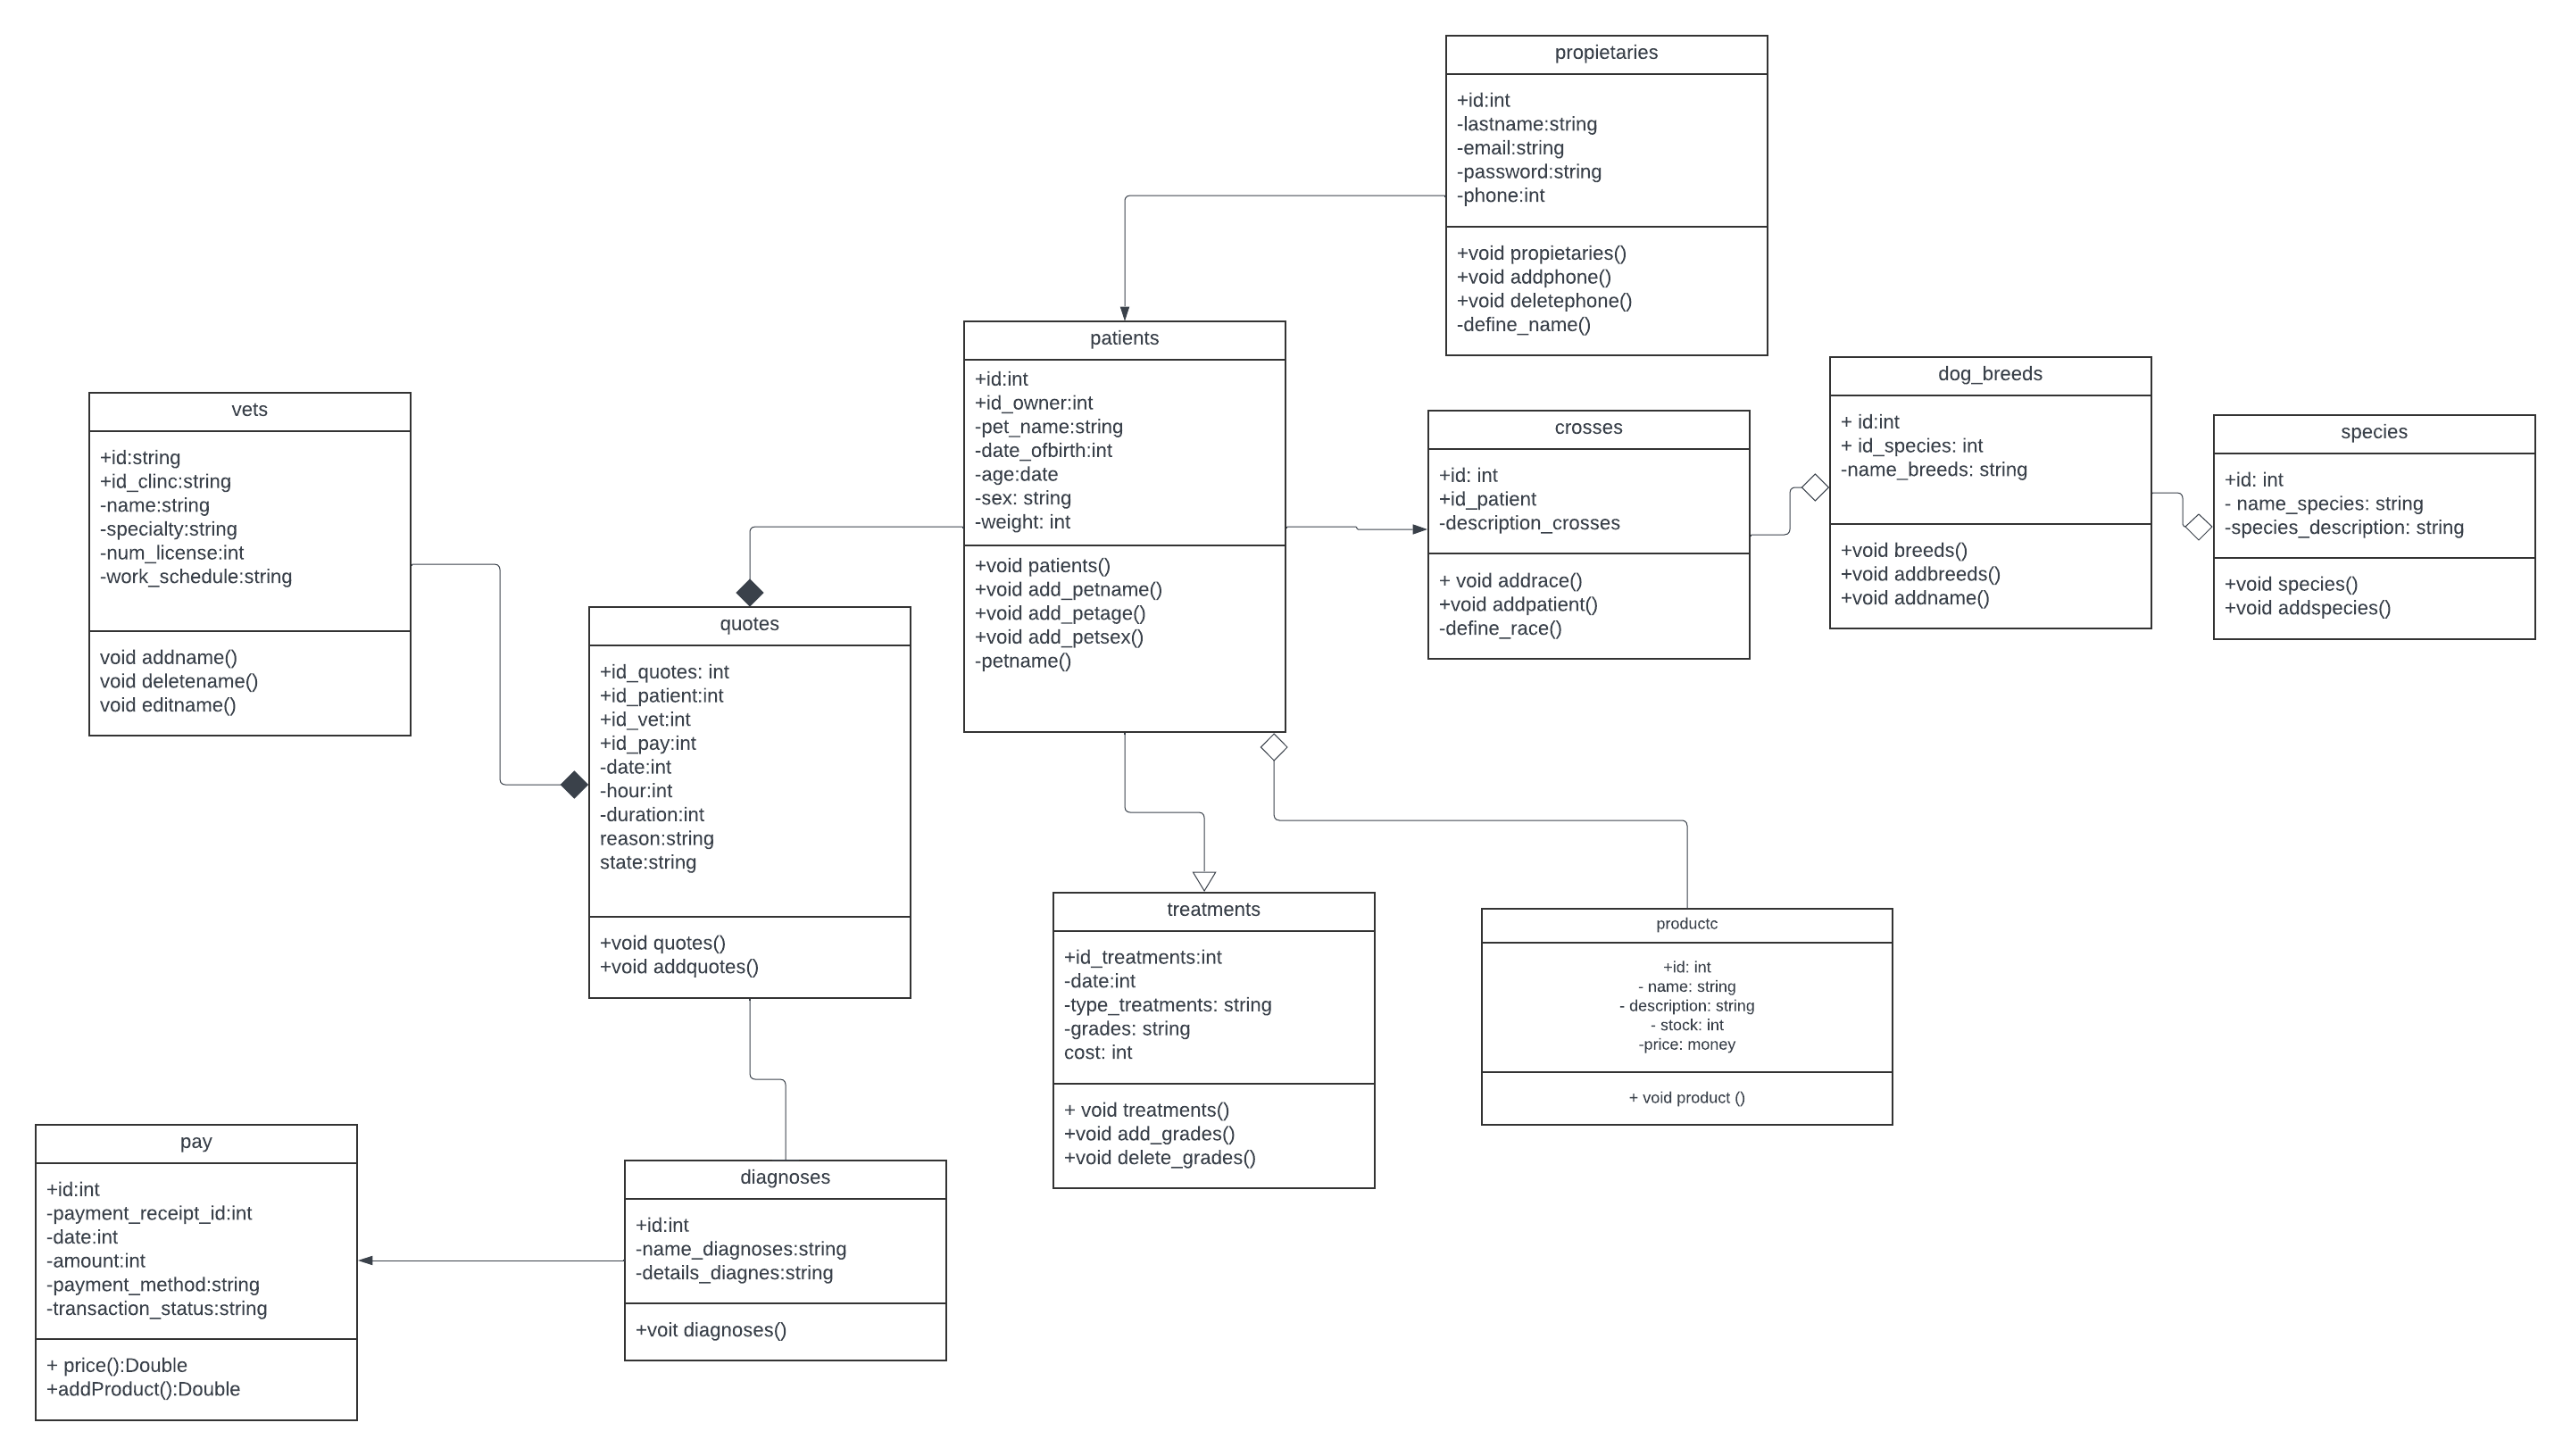 propietaries
+id:int
-lastname:string
-email:string
-password:string
-phone:int
+void propietaries()
+void addphone()
+void deletephone()
-define_name()
patients
+id:int
+id_owner:int
-pet_name:string
-date_ofbirth:int
-age:date
-sex: string
-weight: int
+void patients()
+void add_petname()
+void add_petage()
+void add_petsex()
-petname()
dog_breeds
+ id:int
+ id_species: int
-name_breeds: string
+void breeds()
+void addbreeds()
+void addname()
vets
+id:string
+id_clinc:string
-name:string
-specialty:string
-num_license:int
-work_schedule:string
void addname()
void deletename()
void editname()
crosses
+id: int
+id_patient
-description_crosses
+ void addrace()
+void addpatient()
-define_race()
species
+id: int
- name_species: string
-species_description: string
+void species()
+void addspecies()
quotes
+id_quotes: int
+id_patient:int
+id_vet:int
+id_pay:int
-date:int
-hour:int
-duration:int
reason:string
state:string
+void quotes()
+void addquotes()
treatments
+id_treatments:int
-date:int
-type_treatments: string
-grades: string
cost: int
+ void treatments()
+void add_grades()
+void delete_grades()
productc
+id: int
- name: string
- description: string
- stock: int
-price: money
+ void product ()
pay
+id:int
-payment_receipt_id:int
-date:int
-amount:int
-payment_method:string
-transaction_status:string
+ price():Double
+addProduct():Double
diagnoses
+id:int
-name_diagnoses:string
-details_diagnes:string
+voit diagnoses()